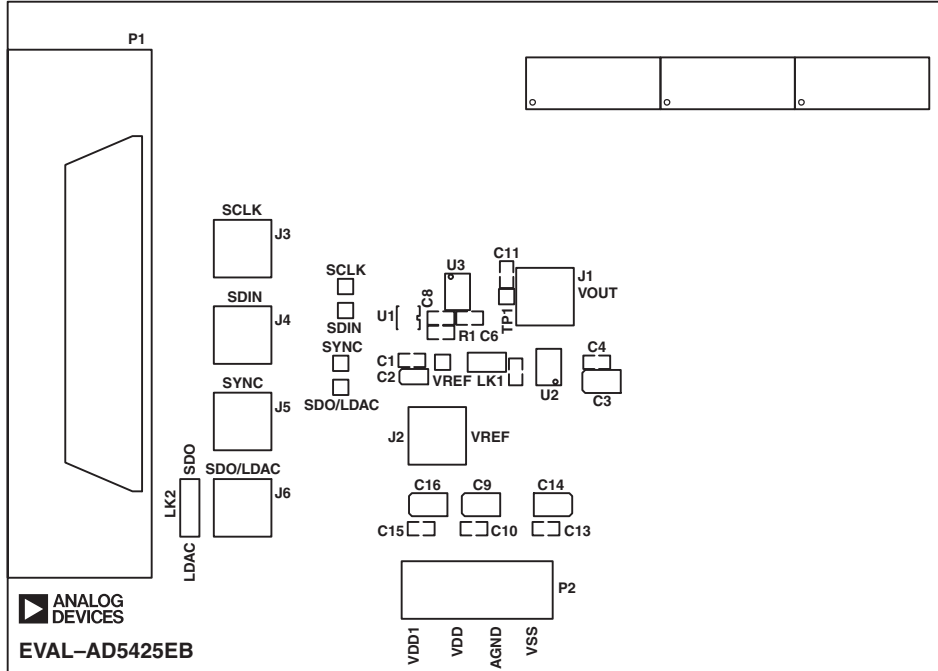 P1
SCLK
J3
SDIN
J4
SYNC
J5
SDO/LDAC
J6
SDO
LK2
LDAC
SCLK
SDIN
SYNC
SDO/LDAC
U3
C11
J1
VOUT
C8
U1
TP1
R1 C6
C1
C2
VREF LK1
U2
C4
C3
J2
VREF
C16
C9
C14
C15
C10
C13
P2
VDD1
VDD
AGND
VSS
ANALOG
DEVICES
EVAL–AD5425EB